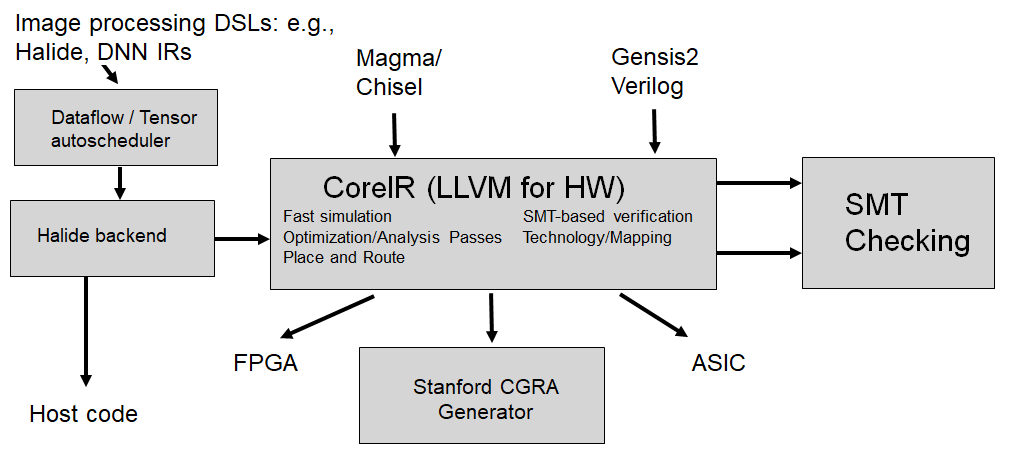 Image processing DSLs: e.g.,
Halide, DNN IRs
Magma/
Chisel
Gensis2
Verilog
Dataflow / Tensor
autoscheduler
CoreIR (LLVM for HW)
Fast simulation
Optimization/Analysis Passes
Place and Route
SMT-based verification
Technology/Mapping
SMT
Checking
Halide backend
FPGA
Stanford CGRA
Generator
ASIC
Host code